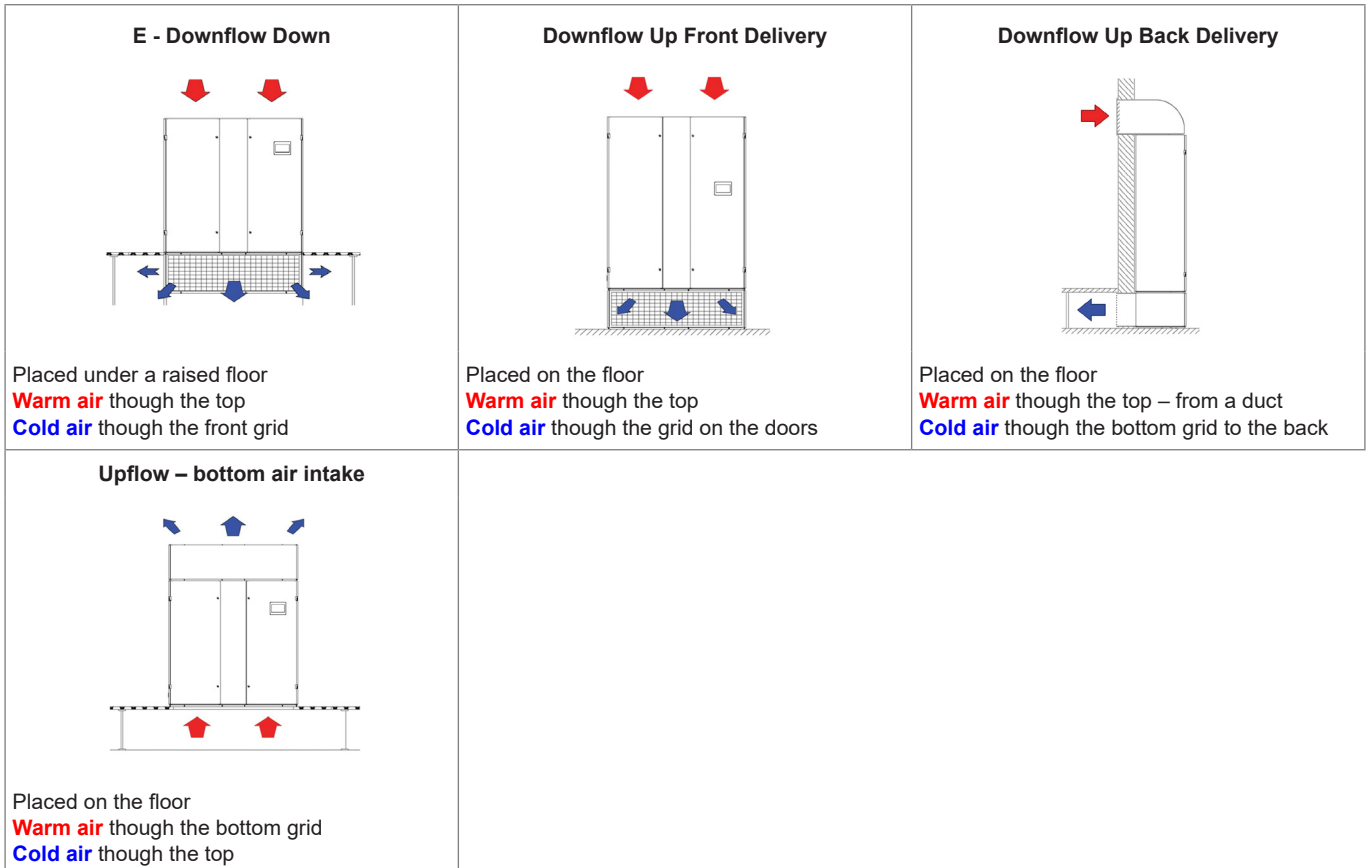 E - Downflow Down
Placed under a raised floor
Warm air though the top
Cold air though the front grid
Downflow Up Front Delivery
Placed on the floor
Warm air though the top
Cold air though the grid on the doors
Downflow Up Back Delivery
Placed on the floor
Warm air though the top – from a duct
Cold air though the bottom grid to the back
Upflow – bottom air intake
Placed on the floor
Warm air though the bottom grid
Cold air though the top